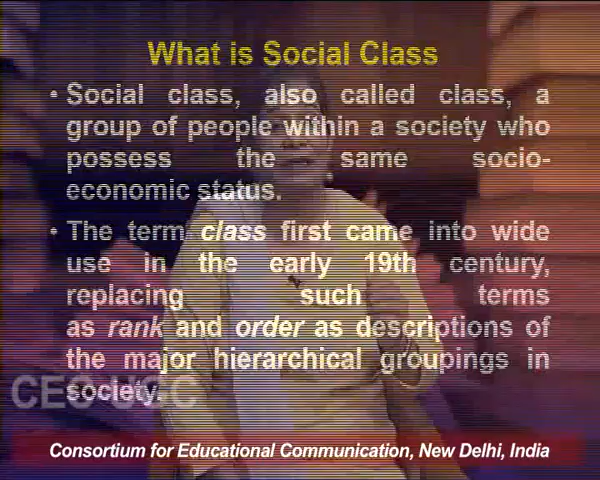 What is Social Class
• Social class, also called class, a
group of people within a society who
possess the same socio-
economic status.
• The term class first came into wide
use in the early 19th century,
replacing such terms
as rank and order as descriptions of
the major hierarchical groupings in
society.
CEC UGC
Consortium for Educational Communication, New Delhi, India